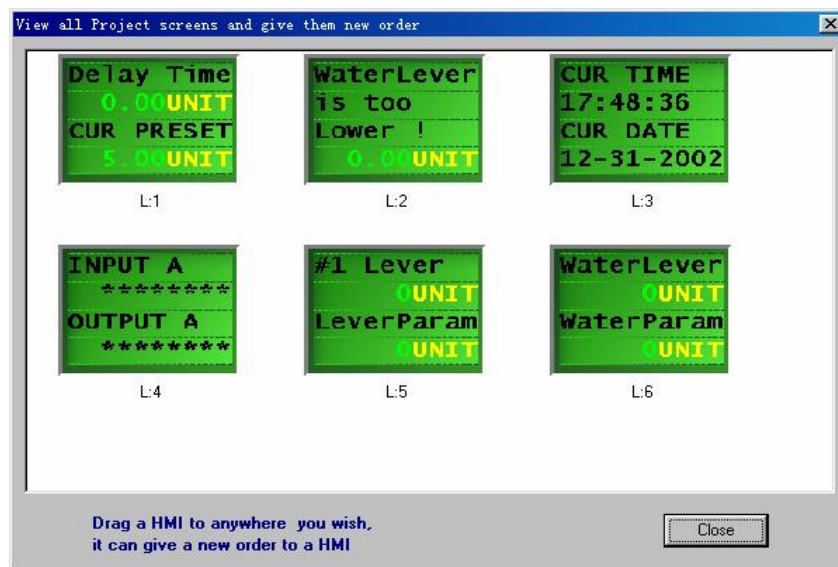 View all Project screens and give them new order
Delay Time
0.00UNIT
CUR PRESET
5.00UNIT
L:1
WaterLever
is too
Lower !
0.00UNIT
L:2
CUR TIME
17:48:36
CUR DATE
12-31-2002
L:3
INPUT A
********
OUTPUT A
********
L:4
#1 Lever
0UNIT
LeverParam
0UNIT
L:5
WaterLever
0UNIT
WaterParam
0UNIT
L:6
Drag a HMI to anywhere you wish,
it can give a new order to a HMI
Close